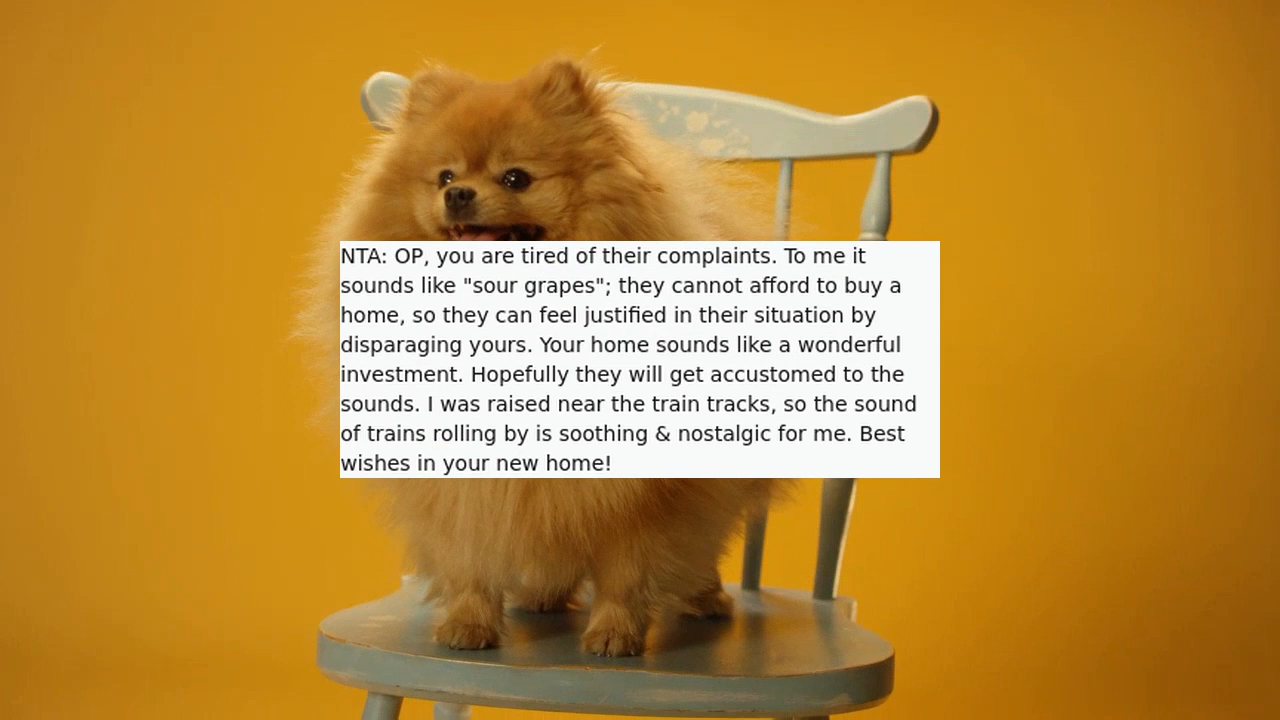 NTA: OP, you are tired of their complaints. To me it
sounds like "sour grapes"; they cannot afford to buy a
home, so they can feel justified in their situation by
disparaging yours. Your home sounds like a wonderful
investment. Hopefully they will get accustomed to the
sounds. I was raised near the train tracks, so the sound
of trains rolling by is soothing & nostalgic for me. Best
wishes in your new home!